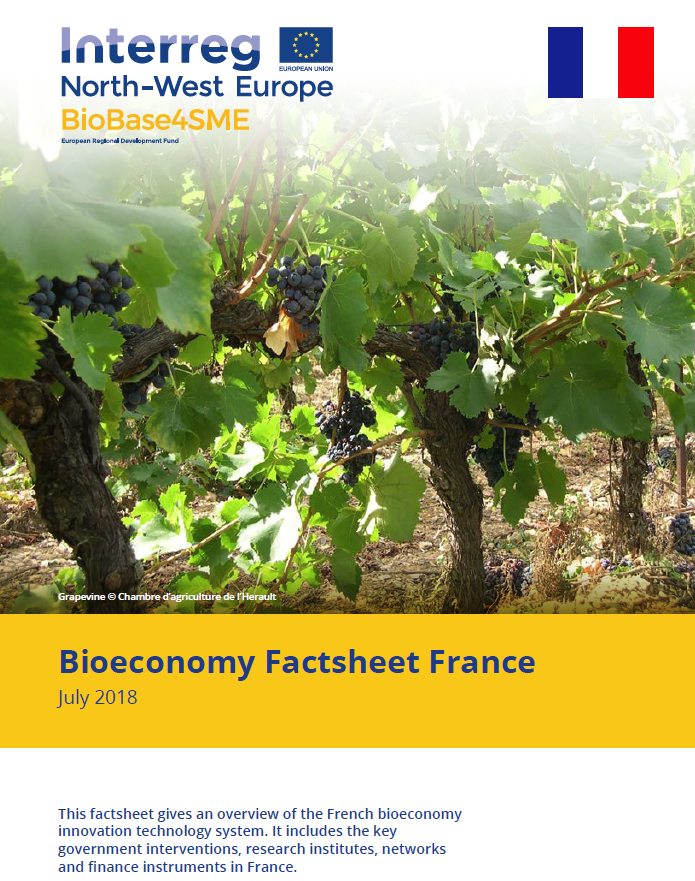 Interreg
EUROPEAN UNION
North-West Europe
BioBase4SME
European Regional Development Fund
Grapevine © Chambre d'agriculture de l'Herault
Bioeconomy Factsheet France
July 2018
This factsheet gives an overview of the French bioeconomy
innovation technology system. It includes the key
government interventions, research institutes, networks
and finance instruments in France.